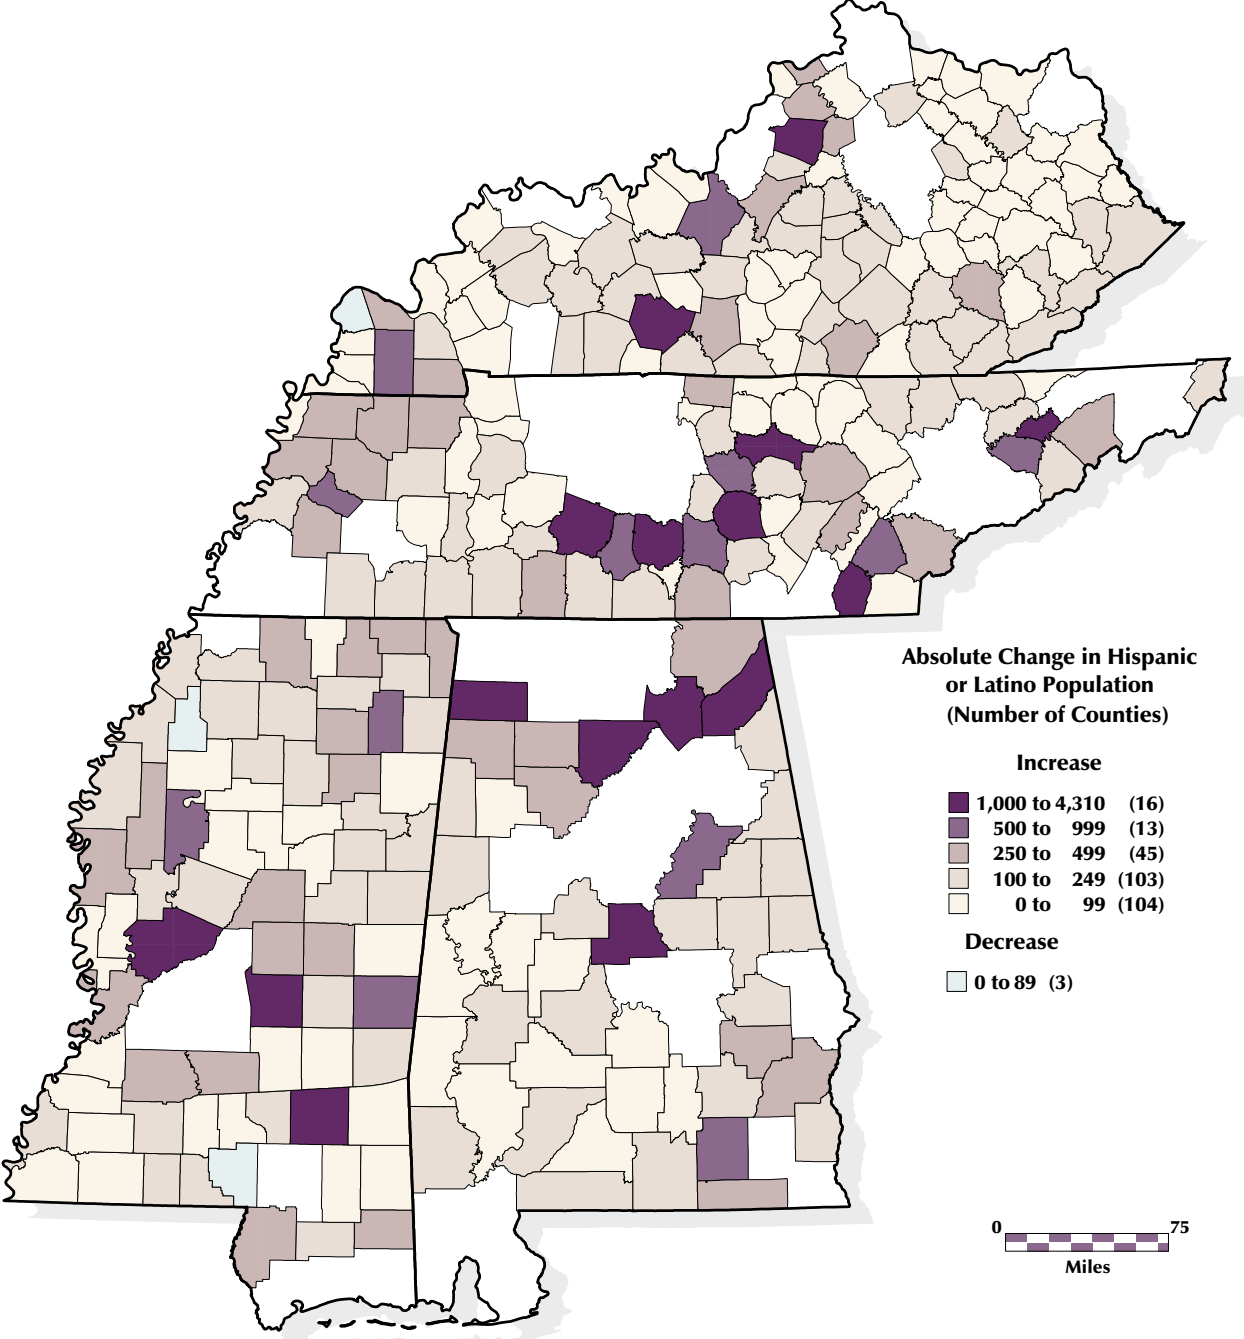 Absolute Change in Hispanic
or Latino Population
(Number of Counties)
Increase
1,000 to 4,310 (16)
500 to 999 (13)
250 to 499 (45)
100 to 249 (103)
0 to 99 (104)
Decrease
0 to 89 (3)
0 75
Miles